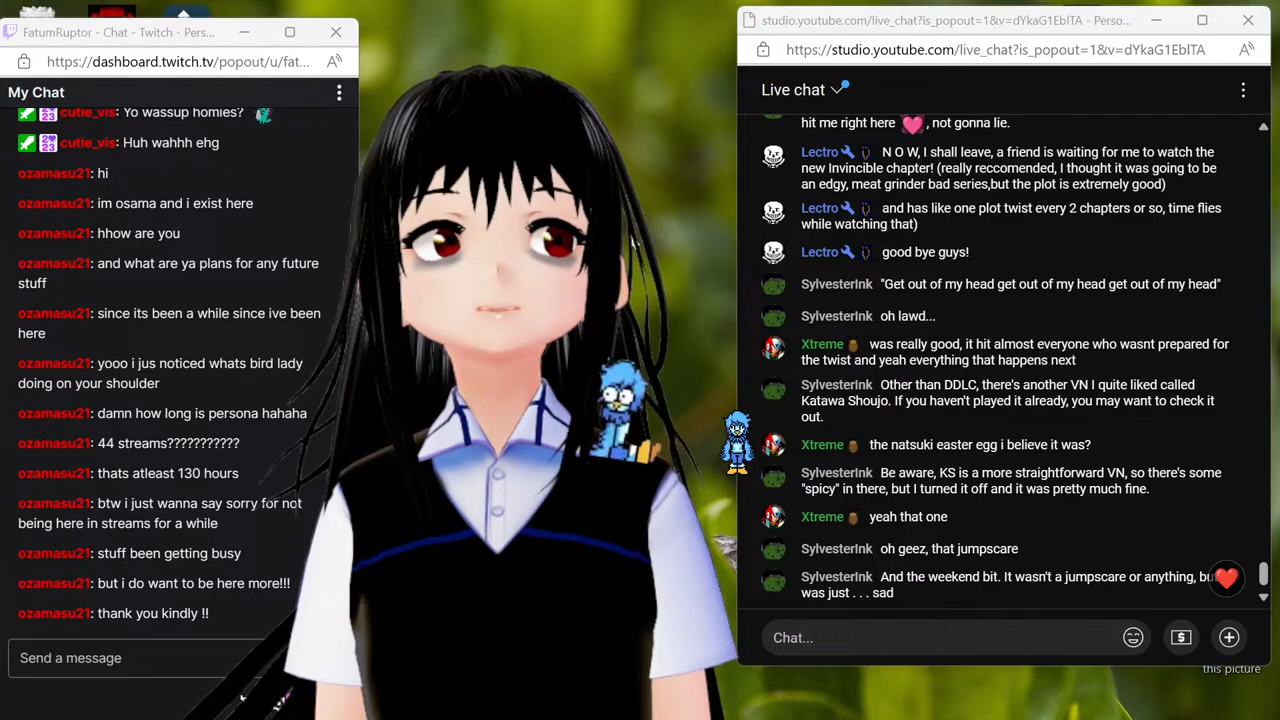 FatumRuptor - Chat - Twitch - Pers...
https://dashboard.twitch.tv/popout/u/fat...
My Chat
cutie_vis: Yo wassup homies?
cutie_vis: Huh wahhh ehg
ozamasu21: hi
ozamasu21: im osama and i exist here
ozamasu21: hhow are you
ozamasu21: and what are ya plans for any future
stuff
ozamasu21: since its been a while since ive been
here
ozamasu21: yooo i jus noticed whats bird lady
doing on your shoulder
ozamasu21: damn how long is persona hahaha
ozamasu21: 44 streams???????????
ozamasu21: thats atleast 130 hours
ozamasu21: btw i just wanna say sorry for not
being here in streams for a while
ozamasu21: stuff been getting busy
ozamasu21: but i do want to be here more!!!
ozamasu21: thank you kindly !!
Send a message
studio.youtube.com/live_chat?is_popout=1&v=dYkaG1EblTA - Perso...
https://studio.youtube.com/live_chat?is_popout=1&v=dYkaG1EblTA
Live chat
hit me right here , not gonna lie.
Lectro N O W, I shall leave, a friend is waiting for me to watch the
new Invincible chapter! (really reccomended, I thought it was going to be
an edgy, meat grinder bad series,but the plot is extremely good)
Lectro and has like one plot twist every 2 chapters or so, time flies
while watching that)
Lectro good bye guys!
SylvesterInk "Get out of my head get out of my head get out of my head"
SylvesterInk oh lawd...
Xtreme was really good, it hit almost everyone who wasnt prepared for
the twist and yeah everything that happens next
SylvesterInk Other than DDLC, there's another VN I quite liked called
Katawa Shoujo. If you haven't played it already, you may want to check it
out.
Xtreme the natsuki easter egg i believe it was?
SylvesterInk Be aware, KS is a more straightforward VN, so there's some
"spicy" in there, but I turned it off and it was pretty much fine.
Xtreme yeah that one
SylvesterInk oh geez, that jumpscare
SylvesterInk And the weekend bit. It wasn't a jumpscare or anything, bu
was just . . . sad
Chat...
this picture